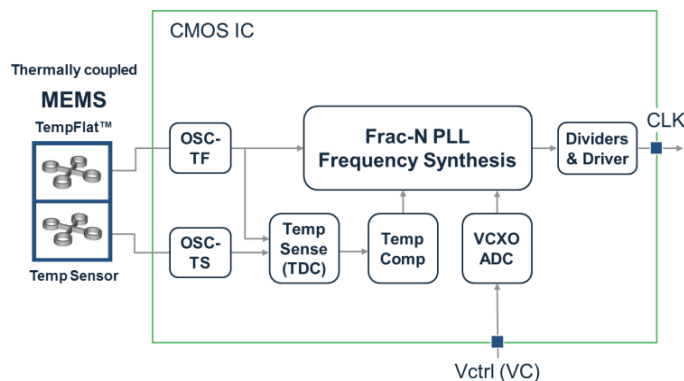 CMOS IC
Thermally coupled
MEMS
TempFlat™
OSC-
TF
Frac-N PLL
Frequency Synthesis
Dividers
& Driver
CLK
OSC-
TS
Temp
Sense
(TDC)
Temp
Comp
VCXO
ADC
Temp Sensor
Vctrl (VC)